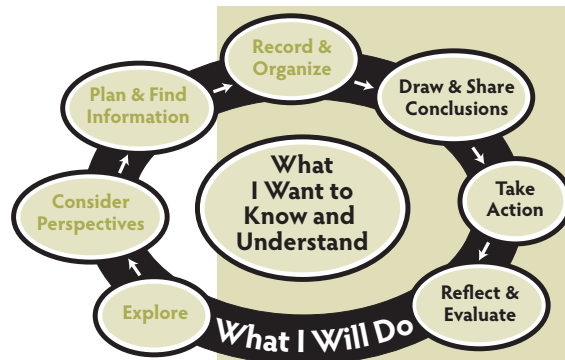 Record &
Organize
Plan & Find
Information
Draw & Share
Conclusions
What
I Want to
Know and
Understand
Consider
Perspectives
Take
Action
Explore
Reflect &
Evaluate
What I Will Do